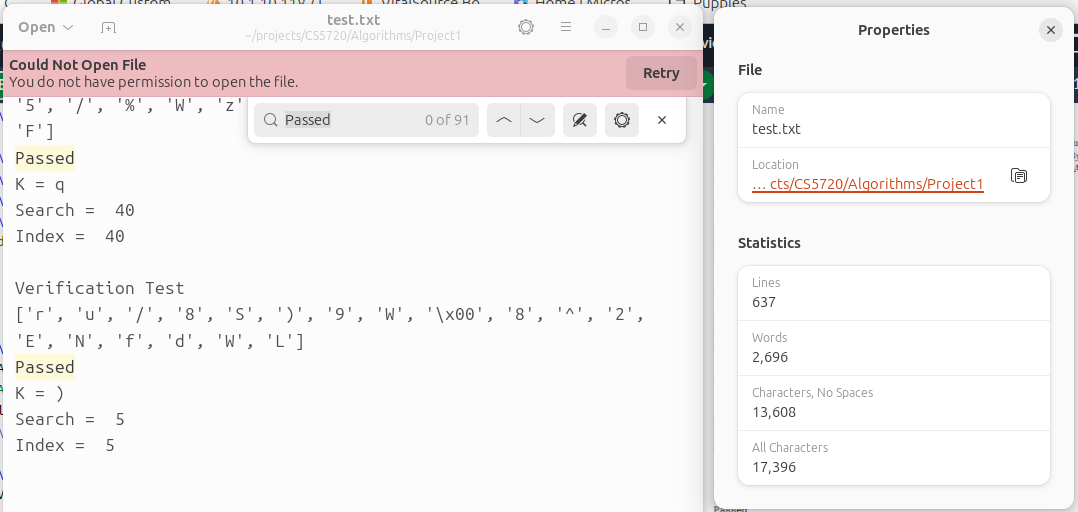 Open
test.txt
~/projects/CS5720/Algorithms/Project1
Could Not Open File
You do not have permission to open the file.
Retry
'5', '/', '%', 'W', 'z'
'F']
Passed
0 of 91
Passed
K = q
Search =  40
Index =  40
Verification Test
['r', 'u', '/', '8', 'S', ')', '9', 'W', '\x00', '8', '^', '2',
'E', 'N', 'f', 'd', 'W', 'L']
Passed
K = )
Search =  5
Index =  5
Properties
File
Name
test.txt
Location
... cts/CS5720/Algorithms/Project1
Statistics
Lines
637
Words
2,696
Characters, No Spaces
13,608
All Characters
17,396